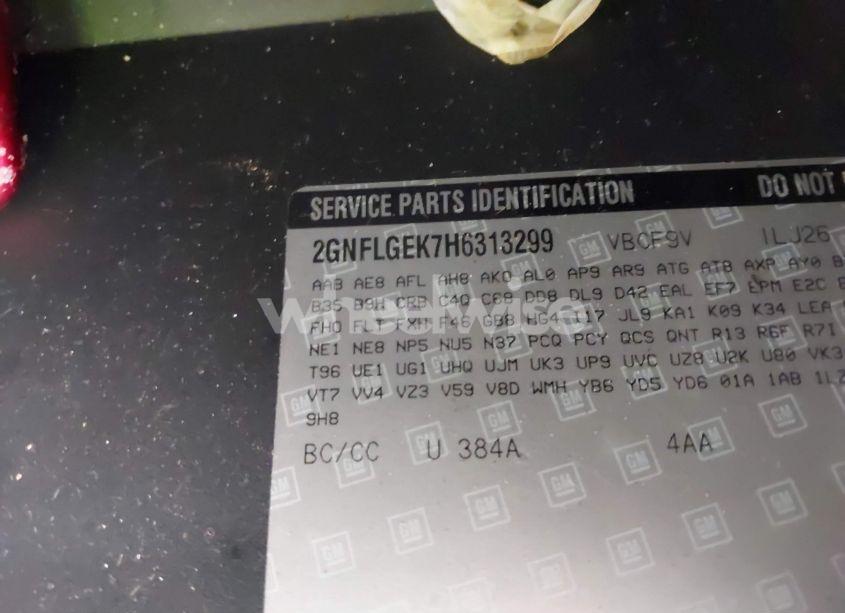 SERVICE PARTS IDENTIFICATION DO NOT
2GNFLGEK7H6313299 VBCF9V 1LJ26
AAB AE8 AFL AH8 AKO AL0 AP9 AR9 ATG AT8 AXP AY0
B35 B9H CRB C4Q C69 DD8 DL9 D42 EAL EF7 EPM E2C
FHO FLT FXH F46 GB8 HG4 I17 JL9 KA1 K09 K34 LEA
NE1 NE8 NP5 NU5 N37 PCQ PCY QCS QNT R13 R6F R7I
T96 UE1 UG1 UHQ UJM UK3 UP9 UVC UZ8 U2K U80 VK3
VT7 VV4 VZ3 V59 V8D WMH YB6 YD5 YD6 01A 1AB
9H8
BC/CC U 384A 4AA
GM